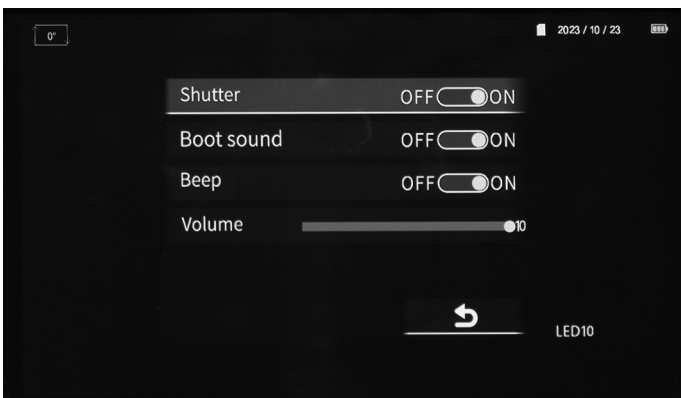 0°
2023 / 10 / 23
Shutter OFF ON
Boot sound OFF ON
Beep OFF ON
Volume 10
LED10